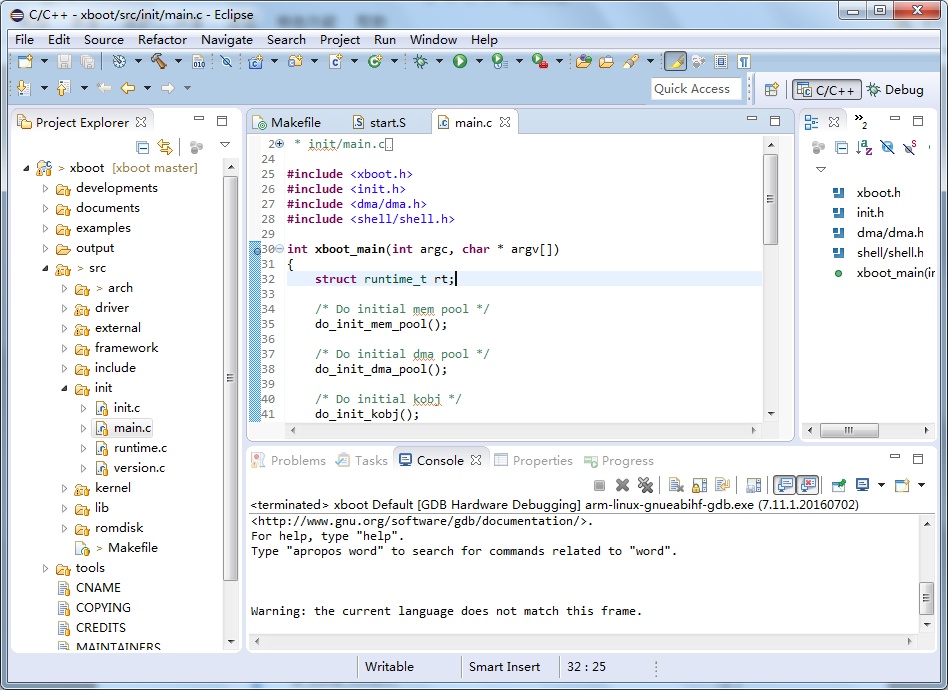 C/C++ - xboot/src/init/main.c - Eclipse
File Edit Source Refactor Navigate Search Project Run Window Help
Quick Access
C/C++
Debug
Project Explorer
> xboot [xboot master]
developments
documents
examples
output
> src
> arch
driver
external
framework
include
init
init.c
main.c
runtime.c
version.c
kernel
lib
romdisk
> Makefile
tools
CNAME
COPYING
CREDITS
MAINTAINERS
Makefile
start.S
main.c
2 * init/main.c
24
25 #include <xboot.h>
26 #include <init.h>
27 #include <dma/dma.h>
28 #include <shell/shell.h>
29
30 int xboot_main(int argc, char * argv[])
31 {
32 struct runtime_t rt;
33
34 /* Do initial mem pool */
35 do_init_mem_pool();
36
37 /* Do initial dma pool */
38 do_init_dma_pool();
39
40 /* Do initial kobj */
41 do_init_kobj();
»2
xboot.h
init.h
dma/dma.h
shell/shell.h
xboot_main(in
Problems
Tasks
Console
Properties
Progress
<terminated> xboot Default [GDB Hardware Debugging] arm-linux-gnueabihf-gdb.exe (7.11.1.20160702)
<http://www.gnu.org/software/gdb/documentation/>.
For help, type "help".
Type "apropos word" to search for commands related to "word".
Warning: the current language does not match this frame.
Writable
Smart Insert
32 : 25